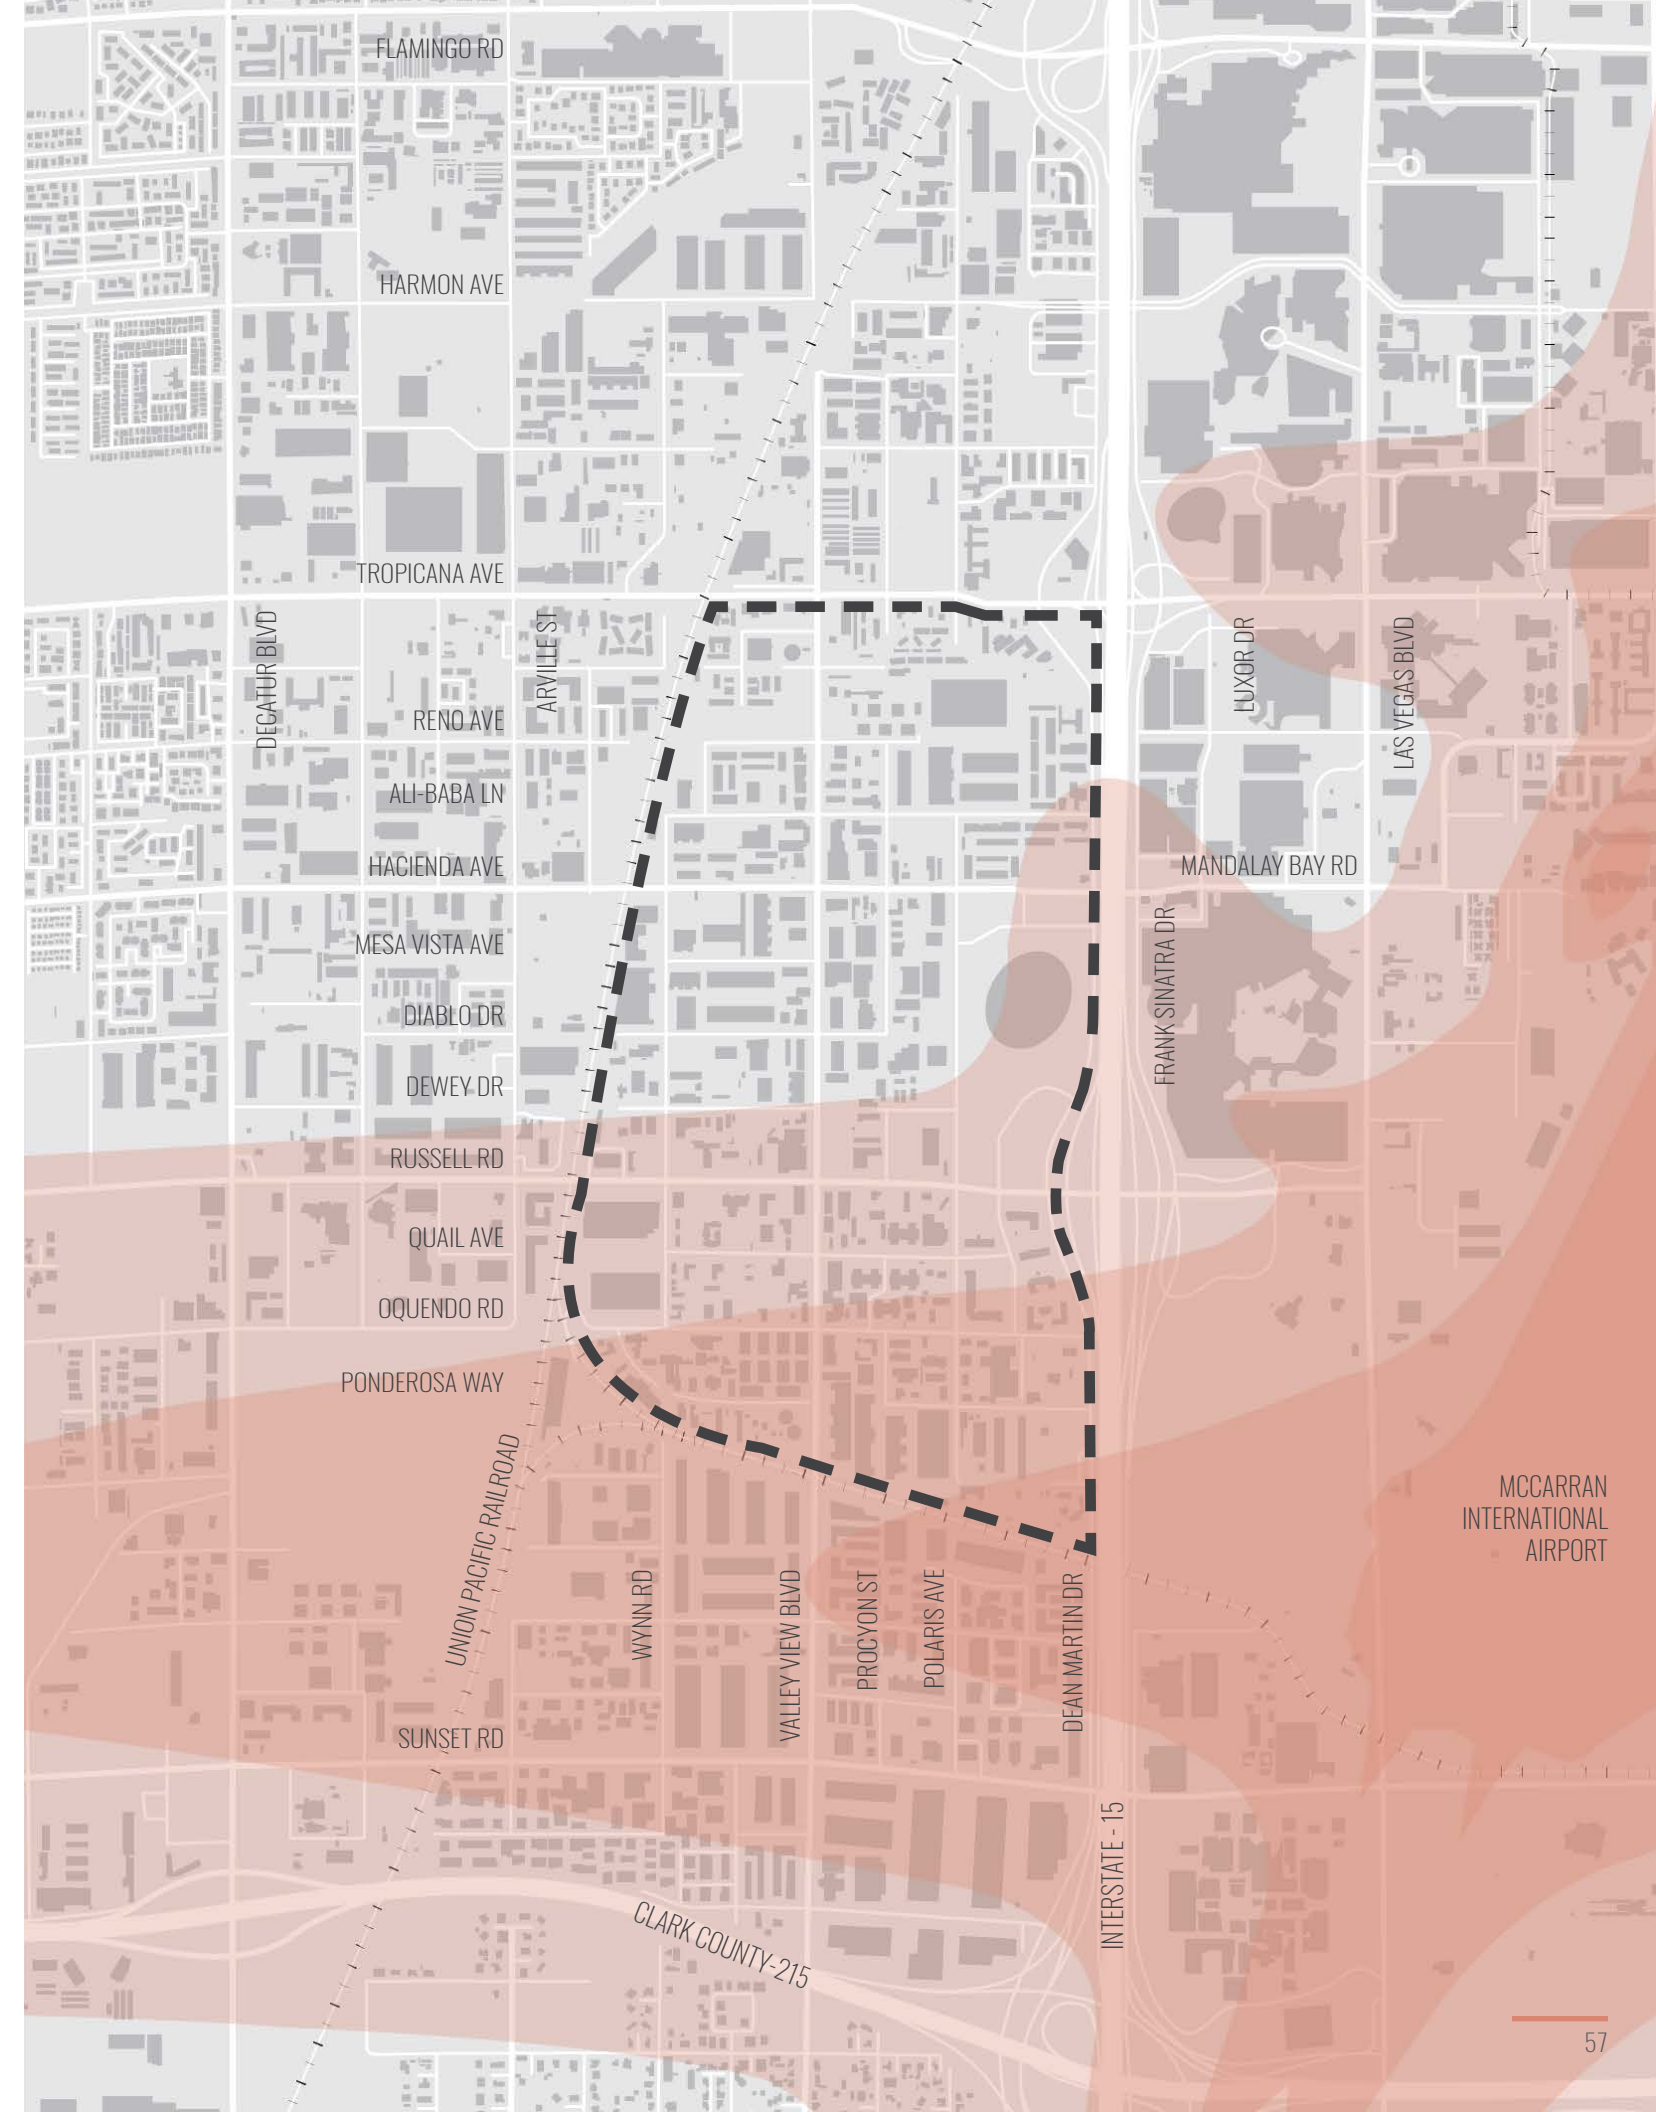 FLAMINGO RD
HARMON AVE
TROPICANA AVE
DECATUR BLVD
ARVILLE ST
LUXOR DR
LAS VEGAS BLVD
RENO AVE
ALI-BABA LN
HACIENDA AVE
MANDALAY BAY RD
MESA VISTA AVE
FRANK SINATRA DR
DIABLO DR
DEWEY DR
RUSSELL RD
QUAIL AVE
OQUENDO RD
PONDEROSA WAY
UNION PACIFIC RAILROAD
MCCARRAN
INTERNATIONAL
AIRPORT
WYNN RD
VALLEY VIEW BLVD
PROCYON ST
POLARIS AVE
DEAN MARTIN DR
SUNSET RD
INTERSTATE - 15
CLARK COUNTY-215
57